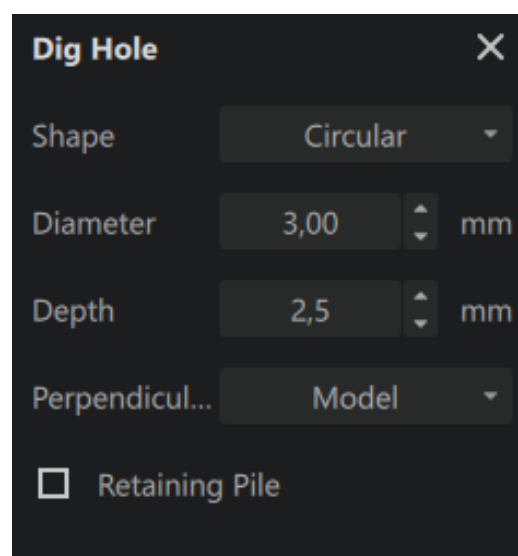 Dig Hole
Shape Circular
Diameter 3,00 mm
Depth 2,5 mm
Perpendicul... Model
Retaining Pile